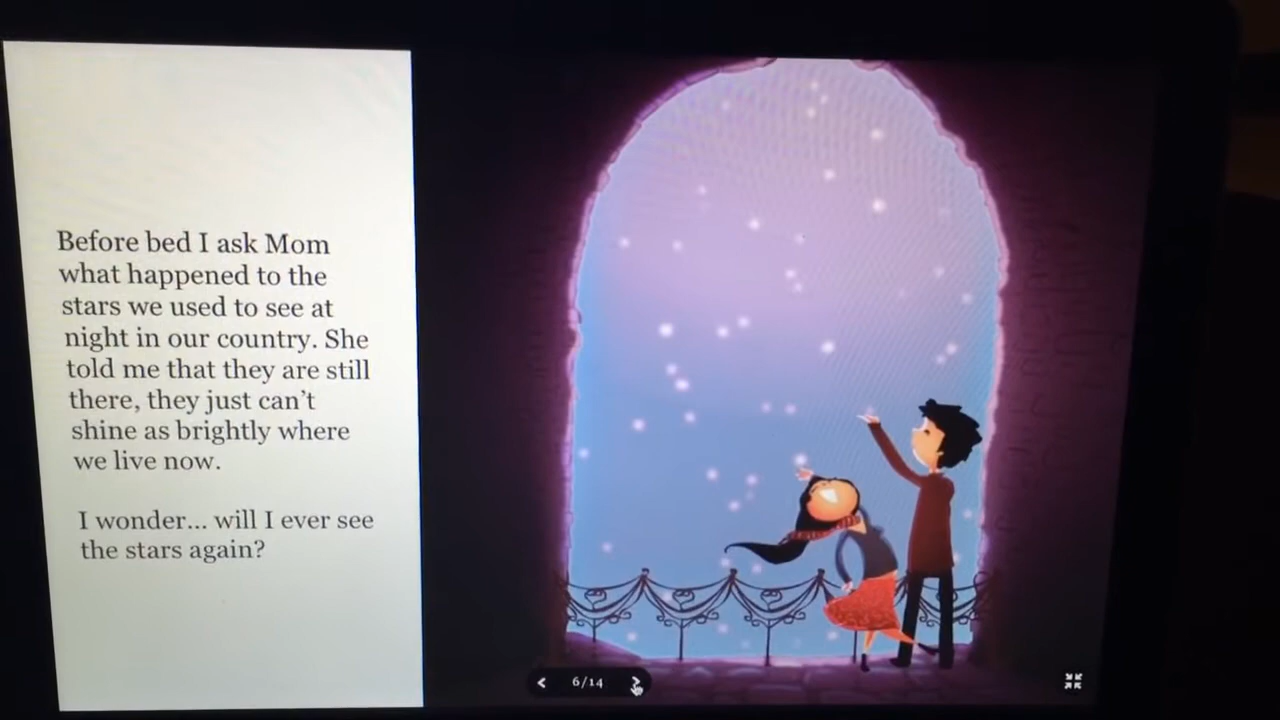 Before bed I ask Mom
what happened to the
stars we used to see at
night in our country. She
told me that they are still
there, they just can’t
shine as brightly where
we live now.
I wonder... will I ever see
the stars again?
6/14